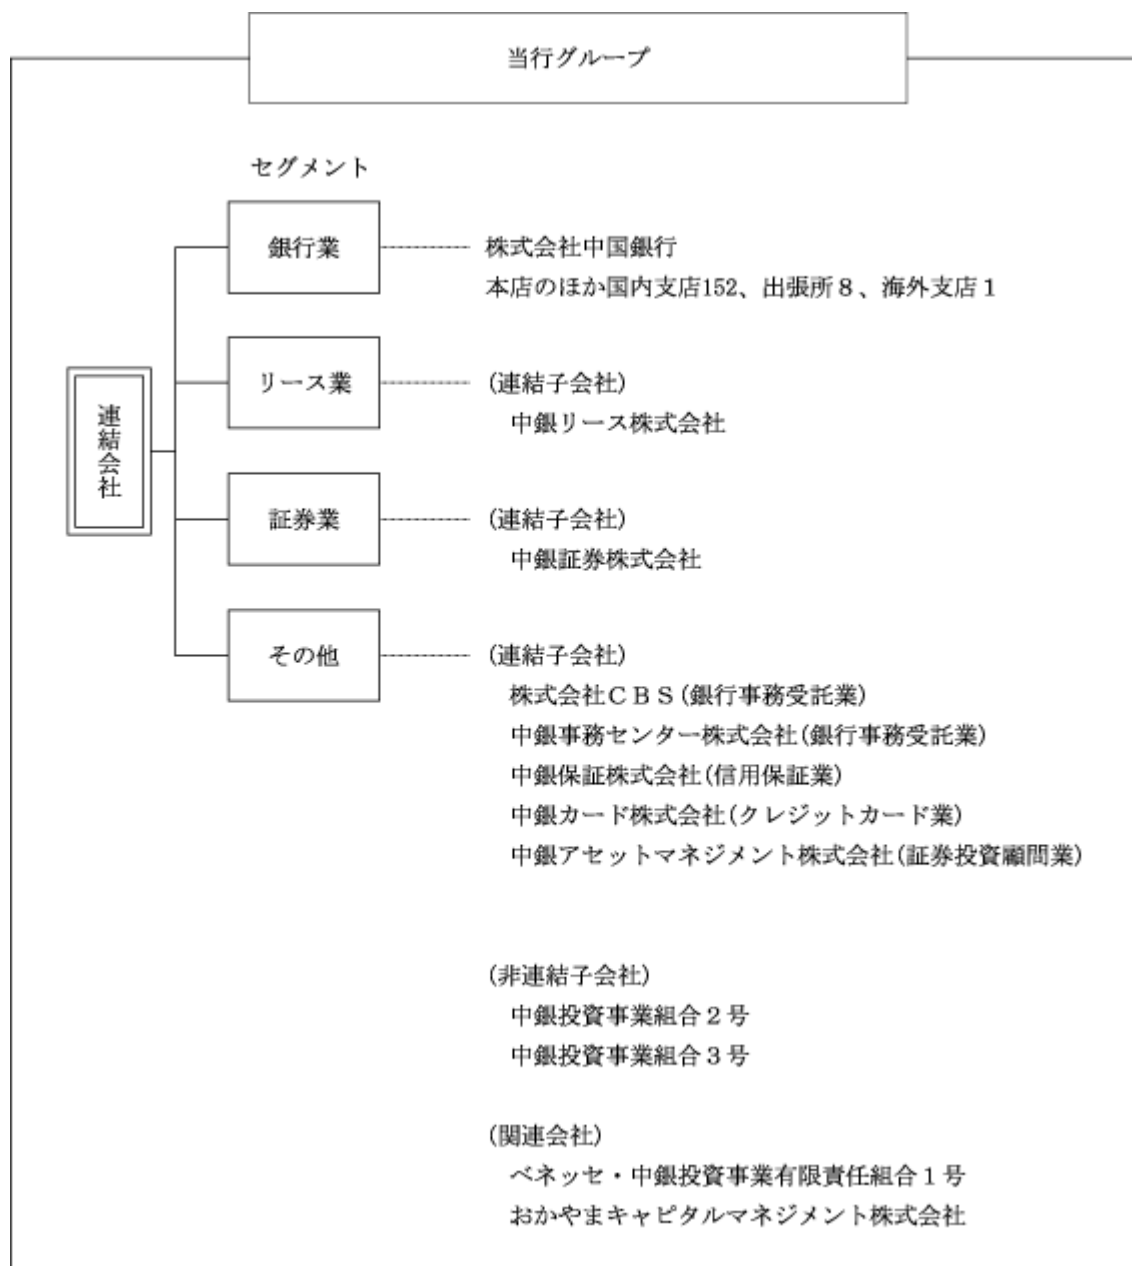 当行グループ
セグメント
銀行業
株式会社中国銀行
本店のほか国内支店152、出張所８、海外支店１
リース業
(連結子会社)
中銀リース株式会社
連結会社
証券業
(連結子会社)
中銀証券株式会社
その他
(連結子会社)
株式会社ＣＢＳ(銀行事務受託業)
中銀事務センター株式会社(銀行事務受託業)
中銀保証株式会社(信用保証業)
中銀カード株式会社(クレジットカード業)
中銀アセットマネジメント株式会社(証券投資顧問業)
(非連結子会社)
中銀投資事業組合２号
中銀投資事業組合３号
(関連会社)
ベネッセ・中銀投資事業有限責任組合１号
おかやまキャピタルマネジメント株式会社